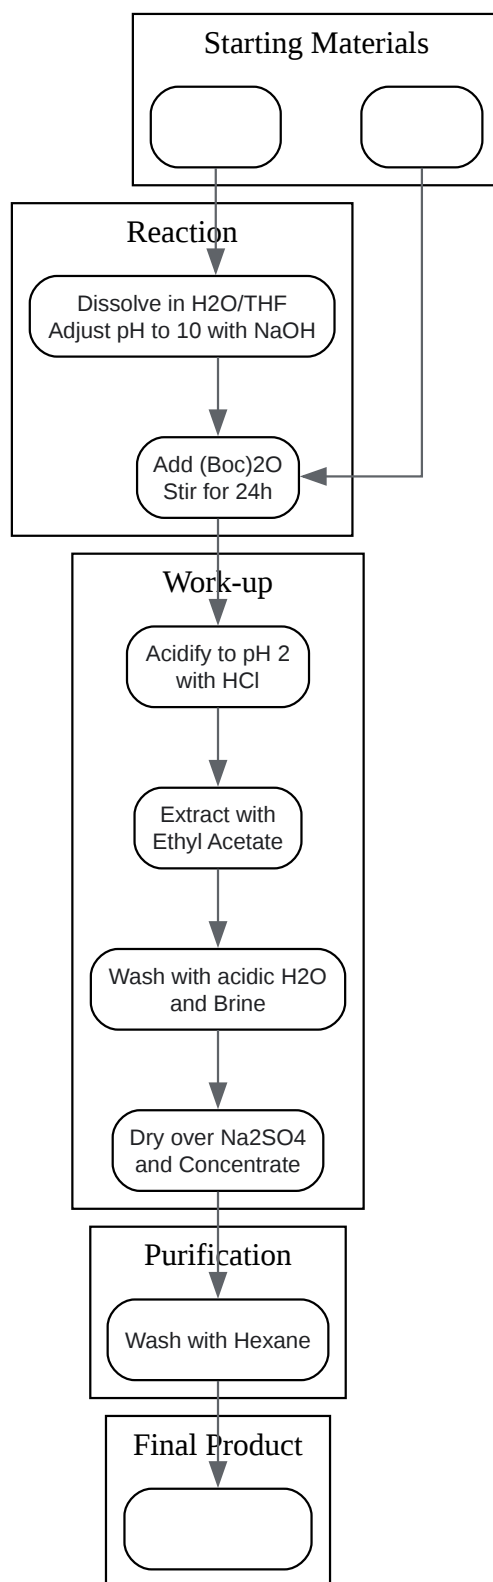 Starting Materials
Reaction
Dissolve in H2O/THF
Adjust pH to 10 with NaOH
Add (Boc)2O
Stir for 24h
Work-up
Acidify to pH 2
with HCl
Extract with
Ethyl Acetate
Wash with acidic H2O
and Brine
Dry over Na2SO4
and Concentrate
Purification
Wash with Hexane
Final Product